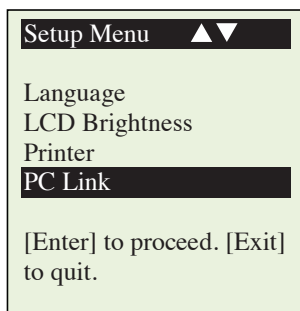 Setup Menu ▲▼
Language
LCD Brightness
Printer
PC Link
[Enter] to proceed. [Exit]
to quit.